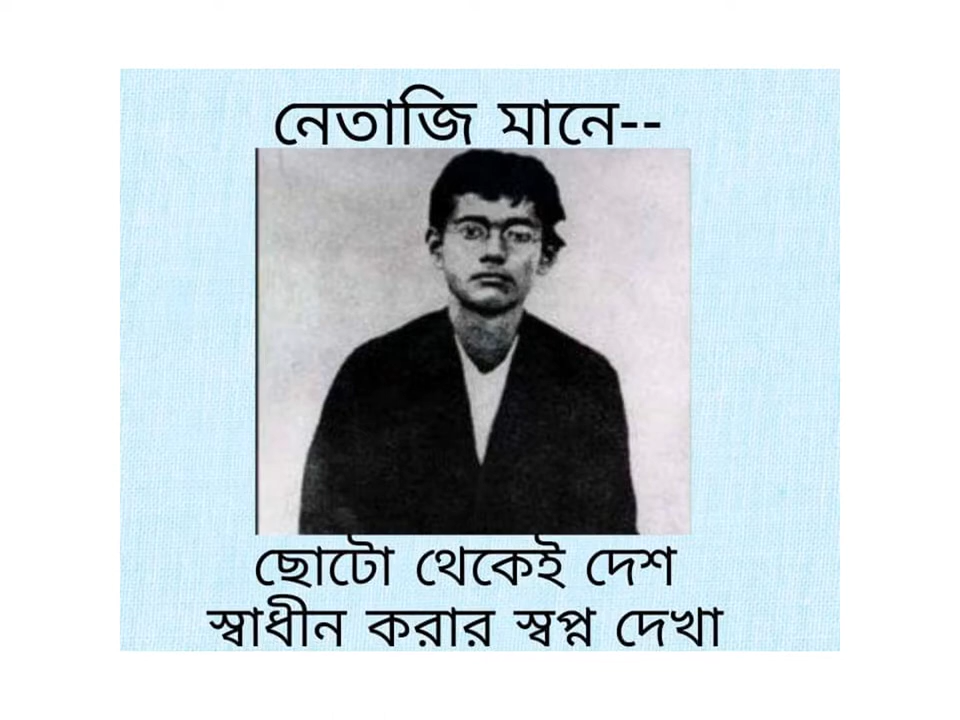 নেতাজি মানে--
ছোটো থেকেই দেশ
স্বাধীন করার স্বপ্ন দেখা